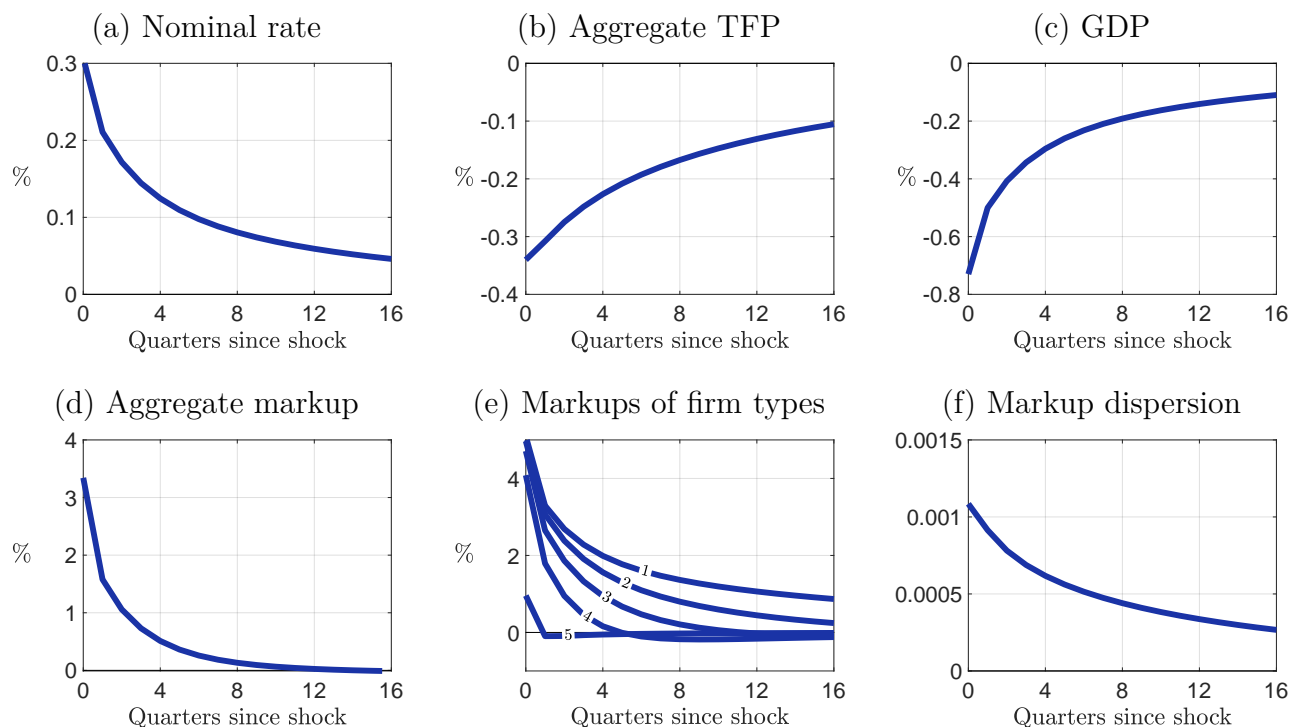 (a) Nominal rate
0.3
0.2
0.1
0
%
0 4 8 12 16
Quarters since shock
(b) Aggregate TFP
0
-0.1
-0.2
-0.3
-0.4
%
0 4 8 12 16
Quarters since shock
(c) GDP
0
-0.2
-0.4
-0.6
-0.8
%
0 4 8 12 16
Quarters since shock
(d) Aggregate markup
4
3
2
1
0
%
0 4 8 12 16
Quarters since shock
(e) Markups of firm types
4
2
0
%
1
2
3
4
5
0 4 8 12 16
Quarters since shock
(f) Markup dispersion
0.0015
0.001
0.0005
0
0 4 8 12 16
Quarters since shock